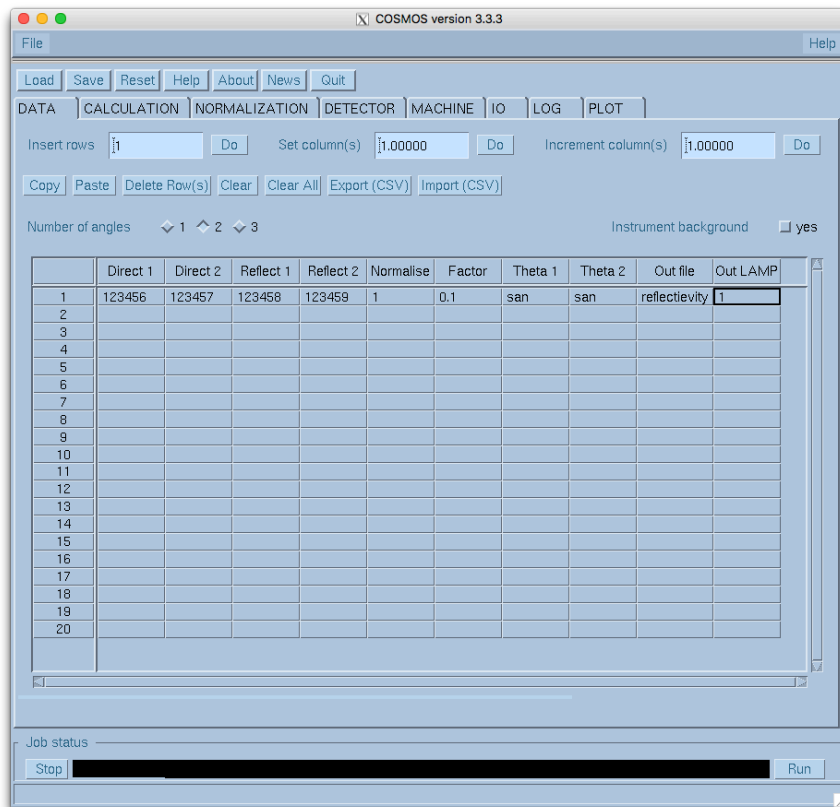 X COSMOS version 3.3.3
File Help
Load Save Reset Help About News Quit
DATA CALCULATION NORMALIZATION DETECTOR MACHINE IO LOG PLOT
Insert rows 1 Do Set column(s) 1.00000 Do Increment column(s) 1.00000 Do
Copy Paste Delete Row(s) Clear Clear All Export (CSV) Import (CSV)
Number of angles 1 2 3 Instrument background yes
Direct 1 Direct 2 Reflect 1 Reflect 2 Normalise Factor Theta 1 Theta 2 Out file Out LAMP
1 123456 123457 123458 123459 1 0.1 san san reflectievity 1
2
3
4
5
6
7
8
9
10
11
12
13
14
15
16
17
18
19
20
Job status
Stop Run